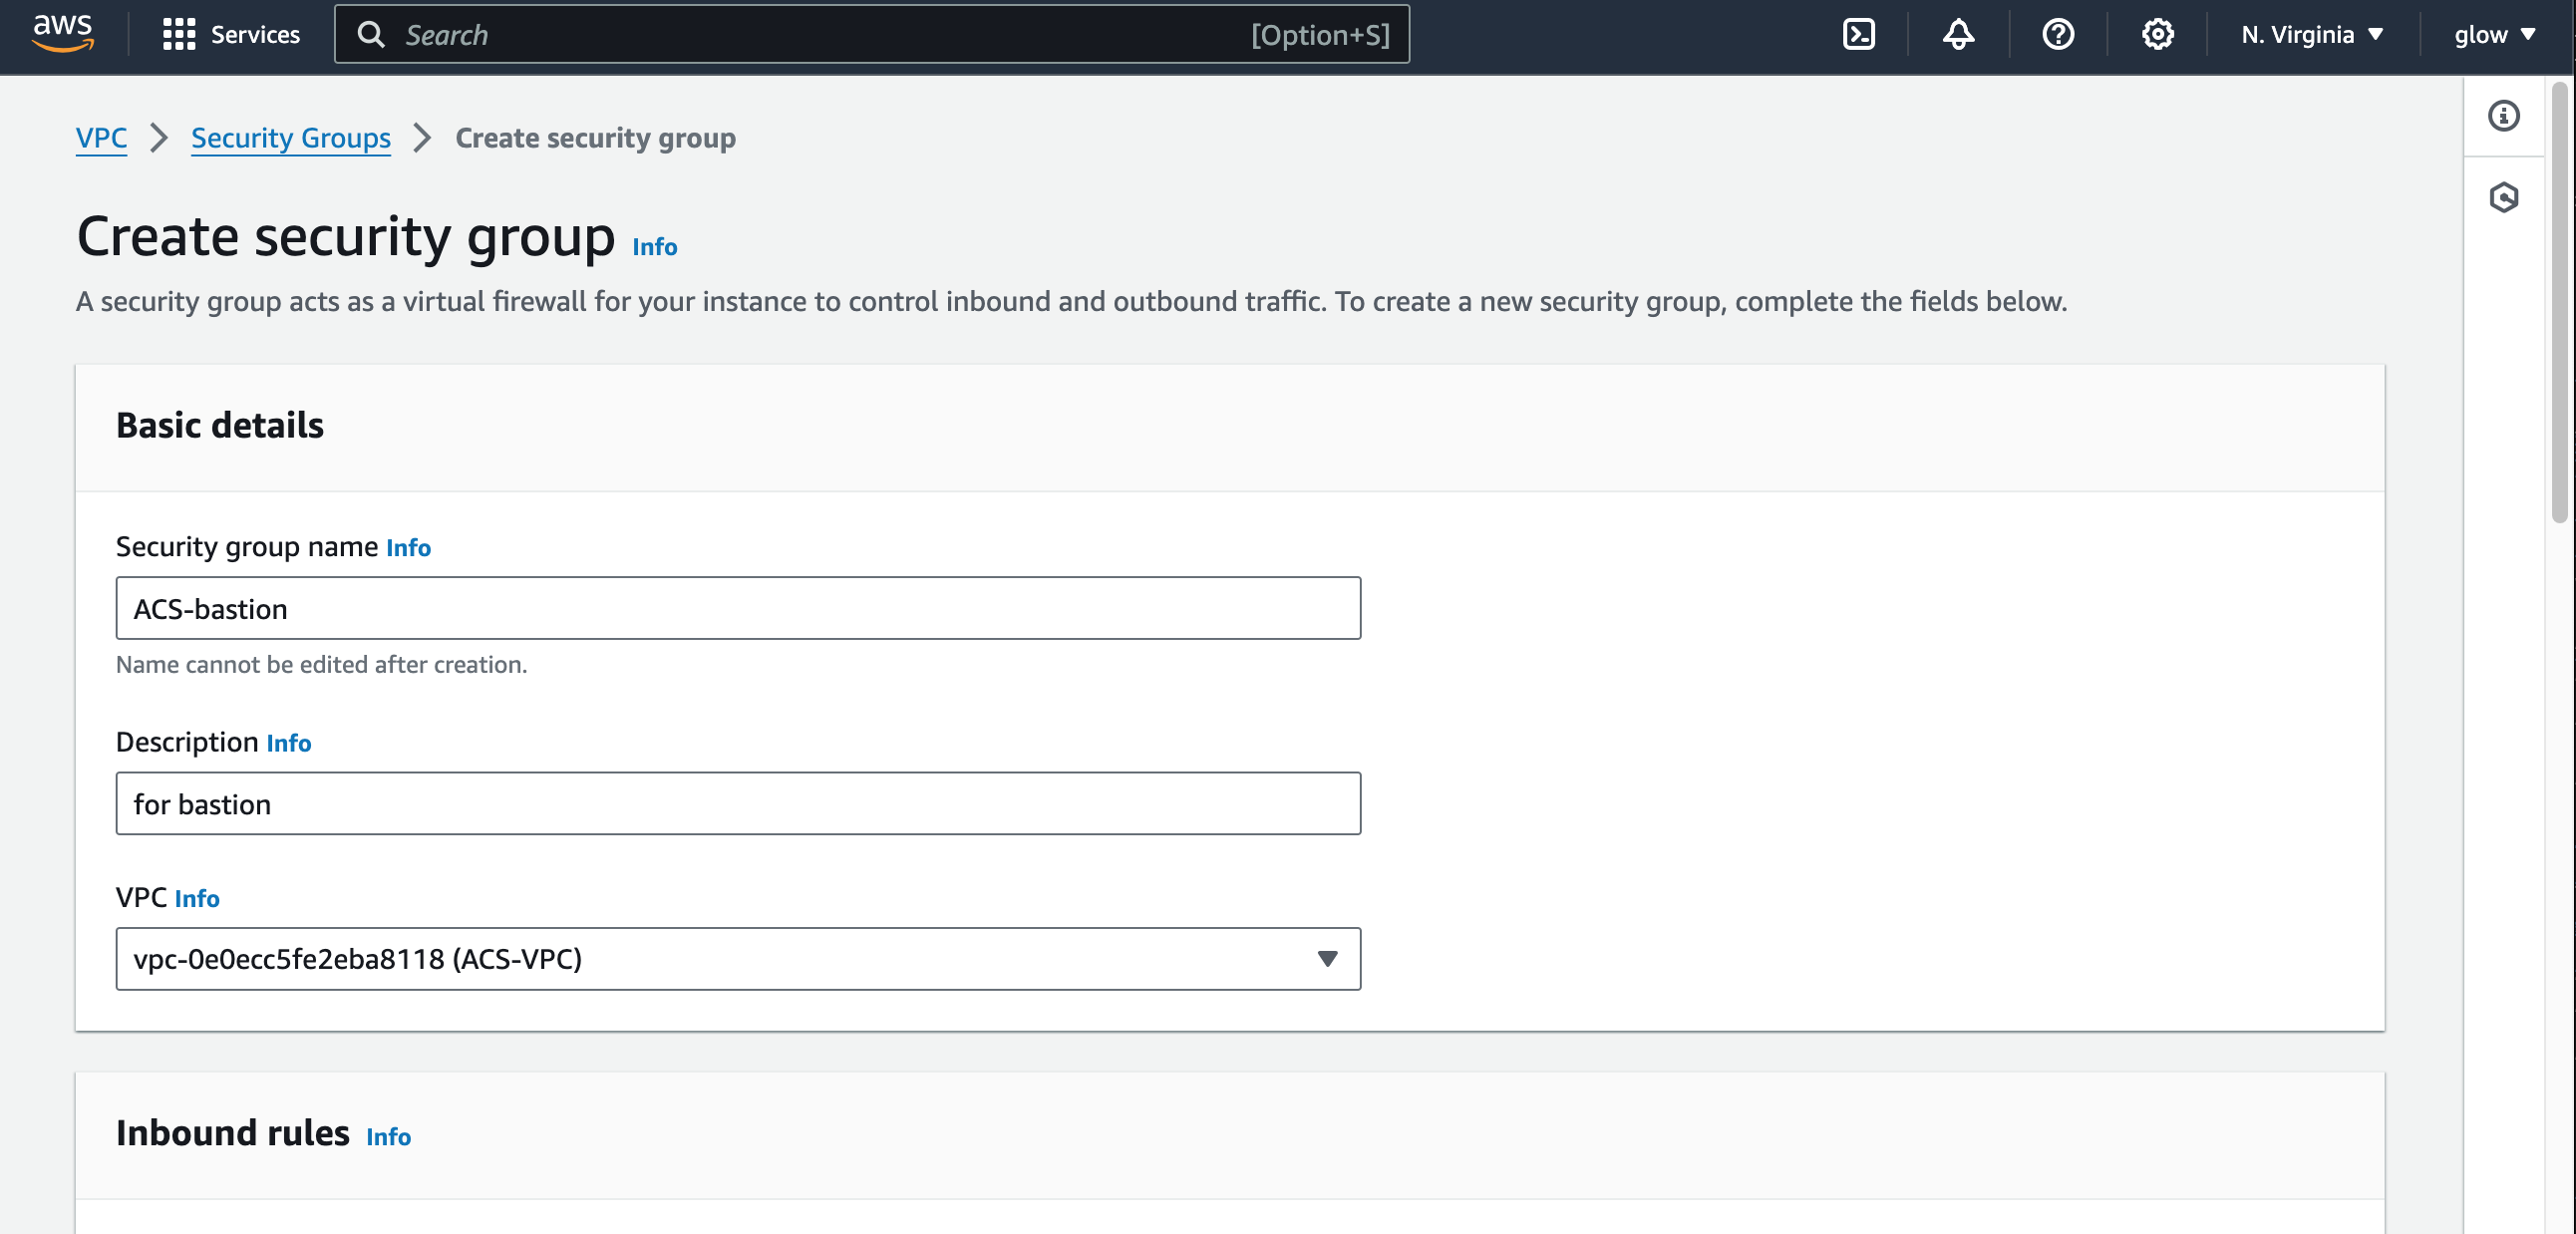 aws Services Search [Option+S] N. Virginia glow
VPC Security Groups Create security group
Create security group Info
A security group acts as a virtual firewall for your instance to control inbound and outbound traffic. To create a new security group, complete the fields below.
Basic details
Security group name Info
ACS-bastion
Name cannot be edited after creation.
Description Info
for bastion
VPC Info
vpc-0e0ecc5fe2eba8118 (ACS-VPC)
Inbound rules Info